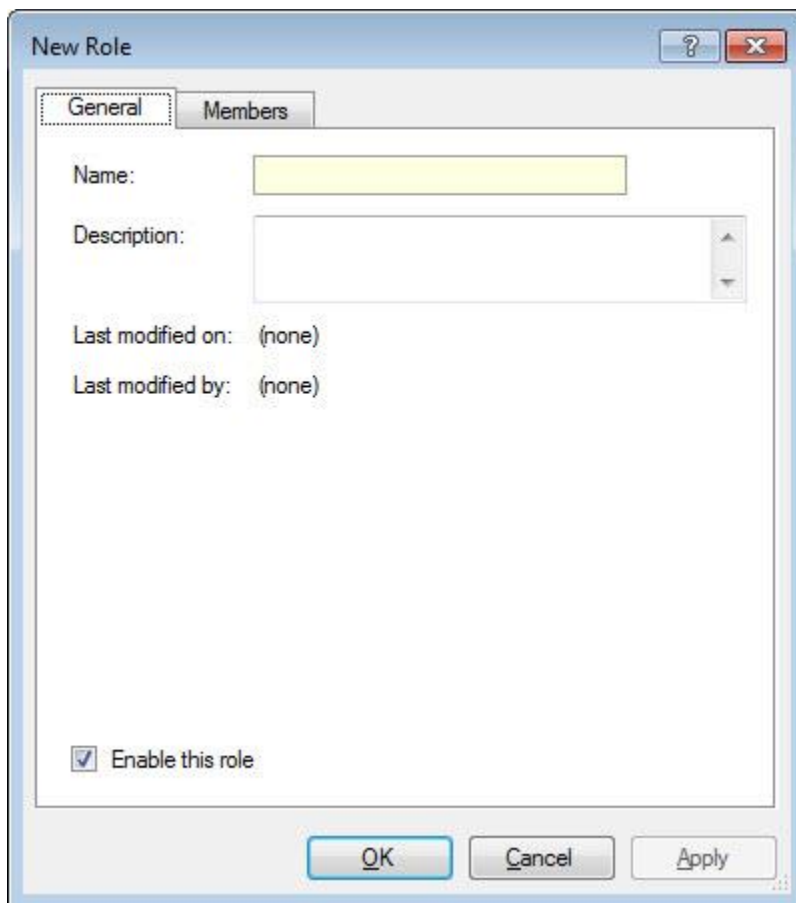 New Role
General Members
Name:
Description:
Last modified on: (none)
Last modified by: (none)
Enable this role
OK Cancel Apply